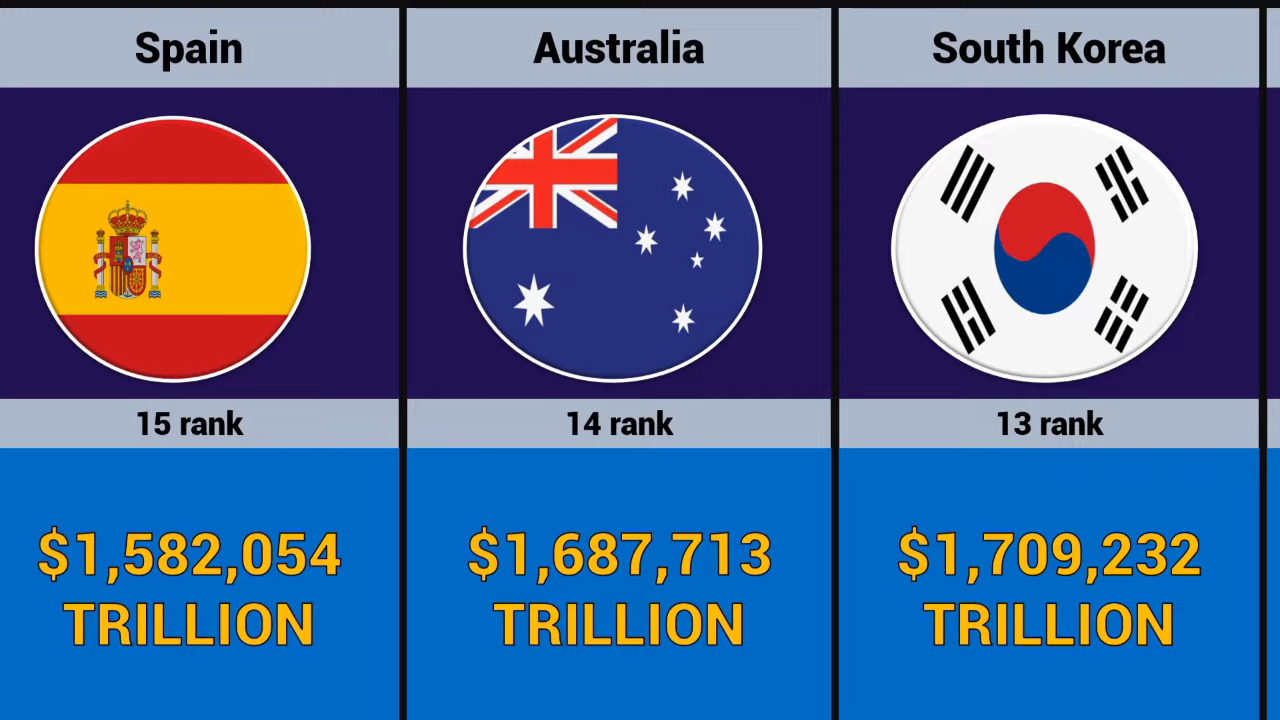 Spain
Australia
South Korea
15 rank
14 rank
13 rank
$1,582,054
TRILLION
$1,687,713
TRILLION
$1,709,232
TRILLION